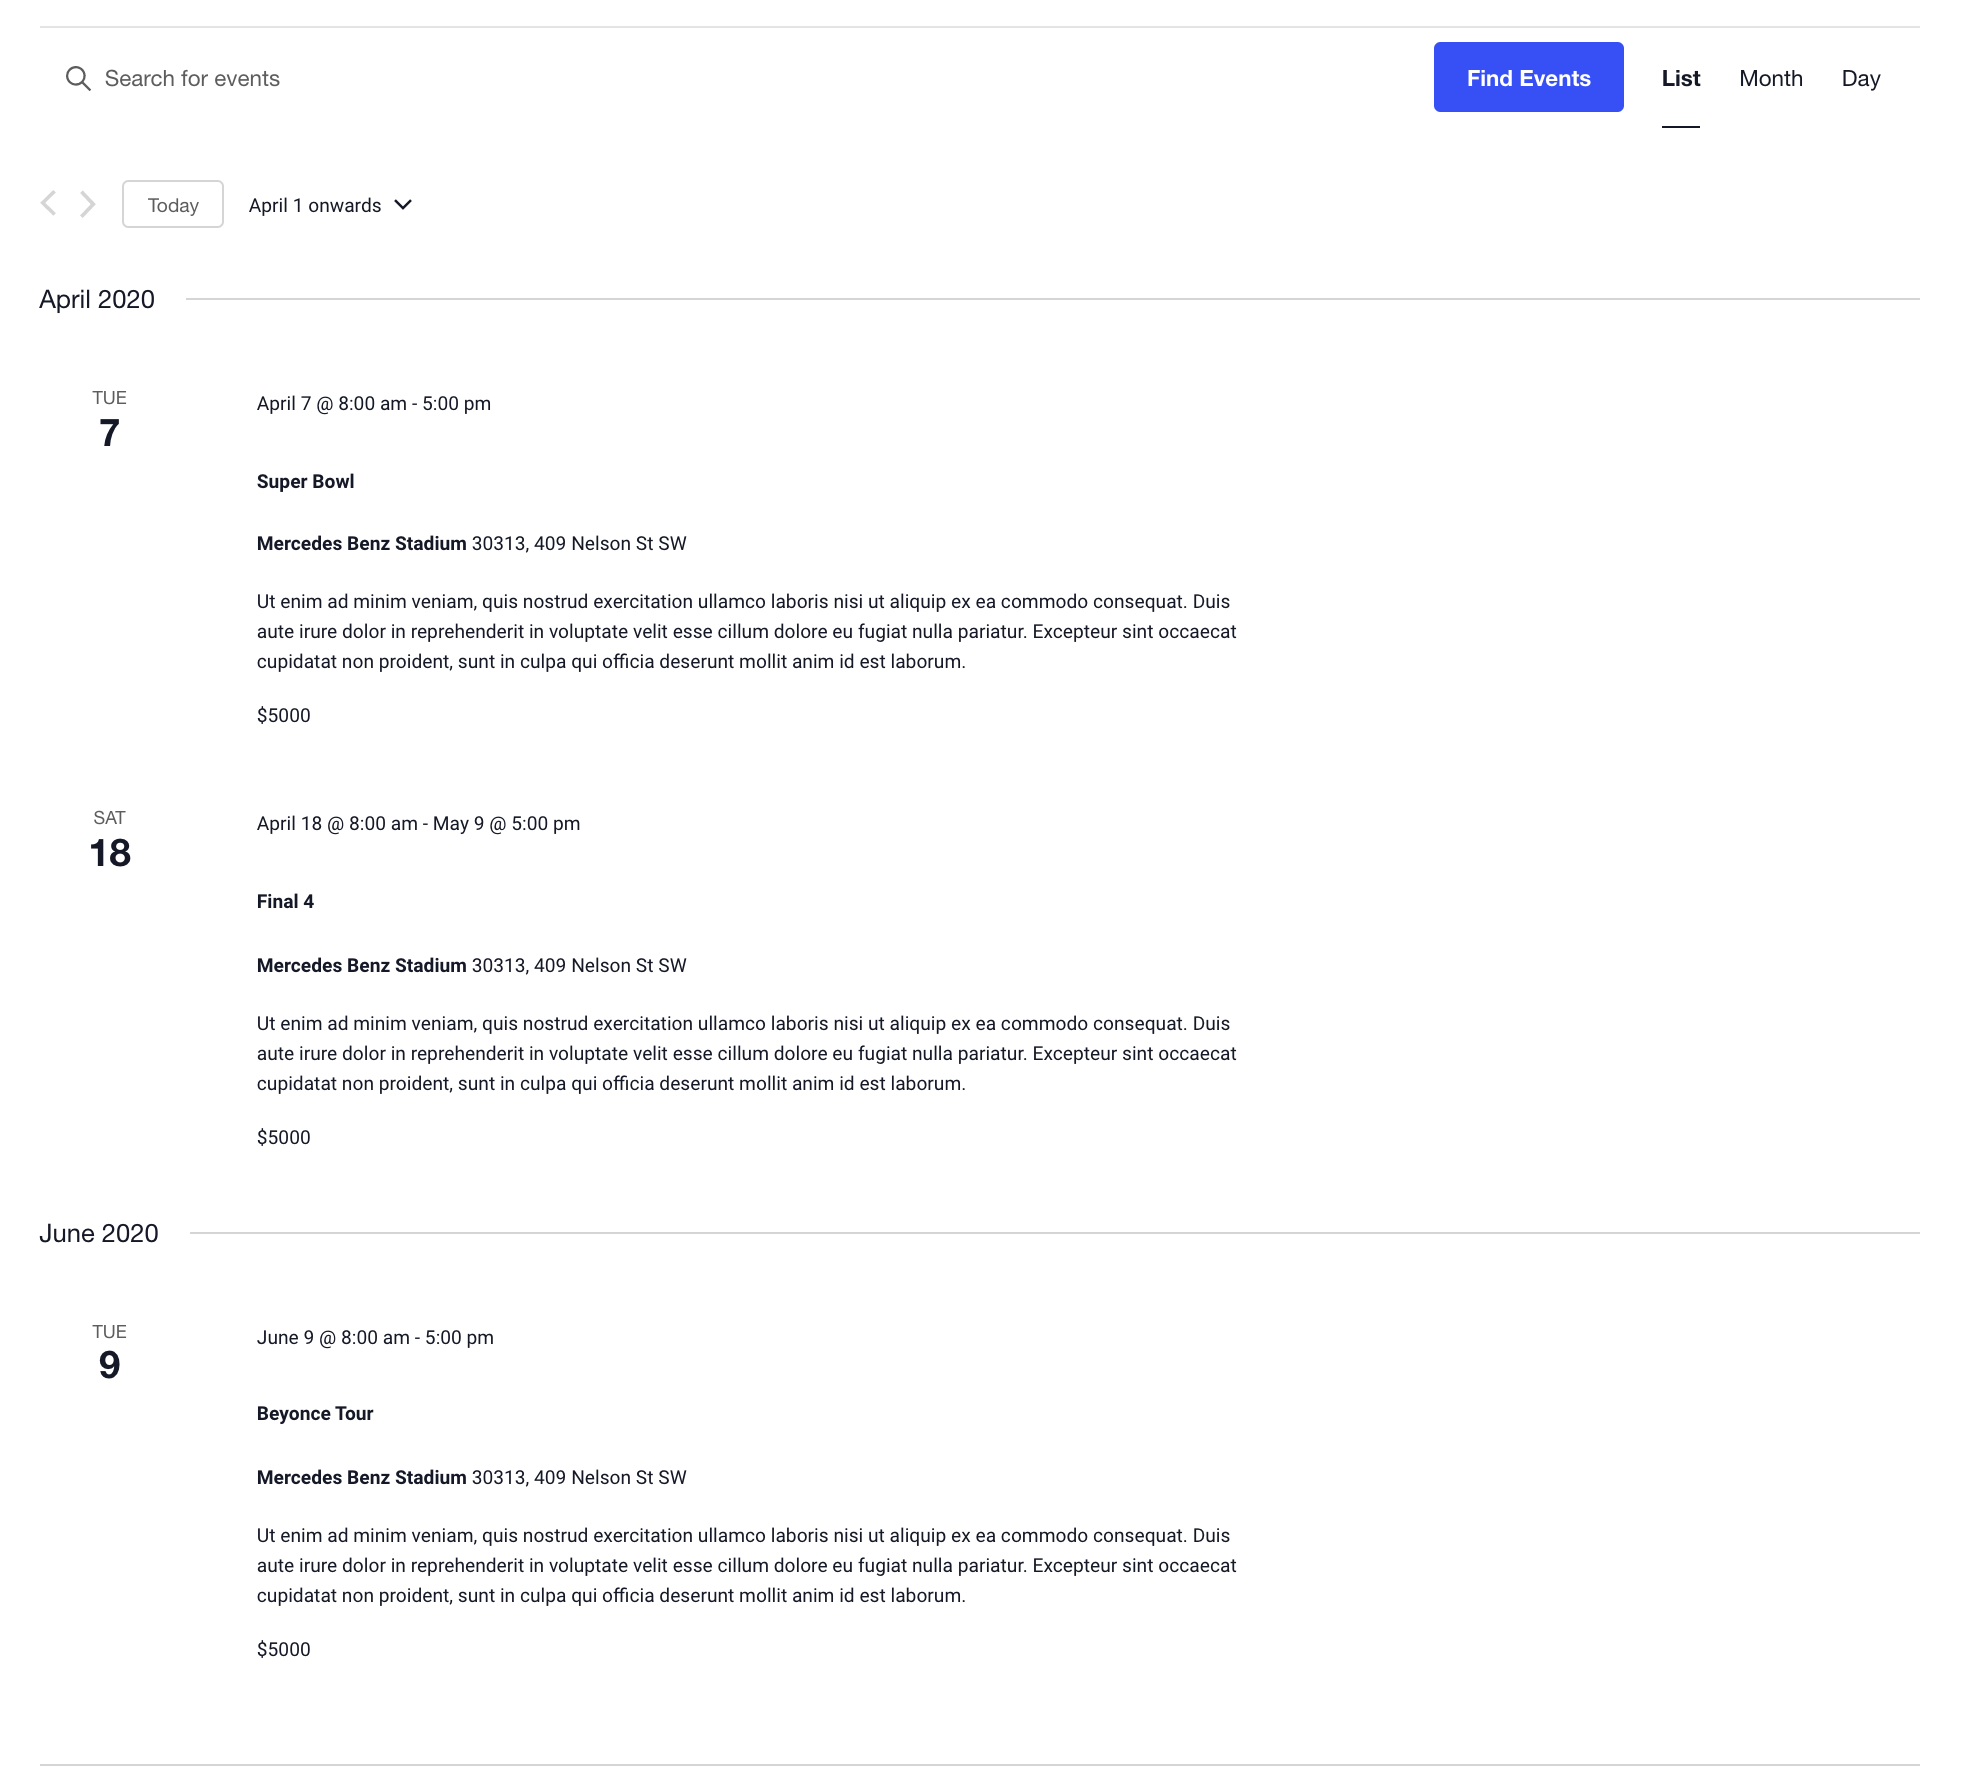 Search for events
Find Events
List
Month
Day
Today
April 1 onwards
April 2020
TUE
7
April 7 @ 8:00 am - 5:00 pm
Super Bowl
Mercedes Benz Stadium 30313, 409 Nelson St SW
Ut enim ad minim veniam, quis nostrud exercitation ullamco laboris nisi ut aliquip ex ea commodo consequat. Duis
aute irure dolor in reprehenderit in voluptate velit esse cillum dolore eu fugiat nulla pariatur. Excepteur sint occaecat
cupidatat non proident, sunt in culpa qui officia deserunt mollit anim id est laborum.
$5000
SAT
18
April 18 @ 8:00 am - May 9 @ 5:00 pm
Final 4
Mercedes Benz Stadium 30313, 409 Nelson St SW
Ut enim ad minim veniam, quis nostrud exercitation ullamco laboris nisi ut aliquip ex ea commodo consequat. Duis
aute irure dolor in reprehenderit in voluptate velit esse cillum dolore eu fugiat nulla pariatur. Excepteur sint occaecat
cupidatat non proident, sunt in culpa qui officia deserunt mollit anim id est laborum.
$5000
June 2020
TUE
9
June 9 @ 8:00 am - 5:00 pm
Beyonce Tour
Mercedes Benz Stadium 30313, 409 Nelson St SW
Ut enim ad minim veniam, quis nostrud exercitation ullamco laboris nisi ut aliquip ex ea commodo consequat. Duis
aute irure dolor in reprehenderit in voluptate velit esse cillum dolore eu fugiat nulla pariatur. Excepteur sint occaecat
cupidatat non proident, sunt in culpa qui officia deserunt mollit anim id est laborum.
$5000